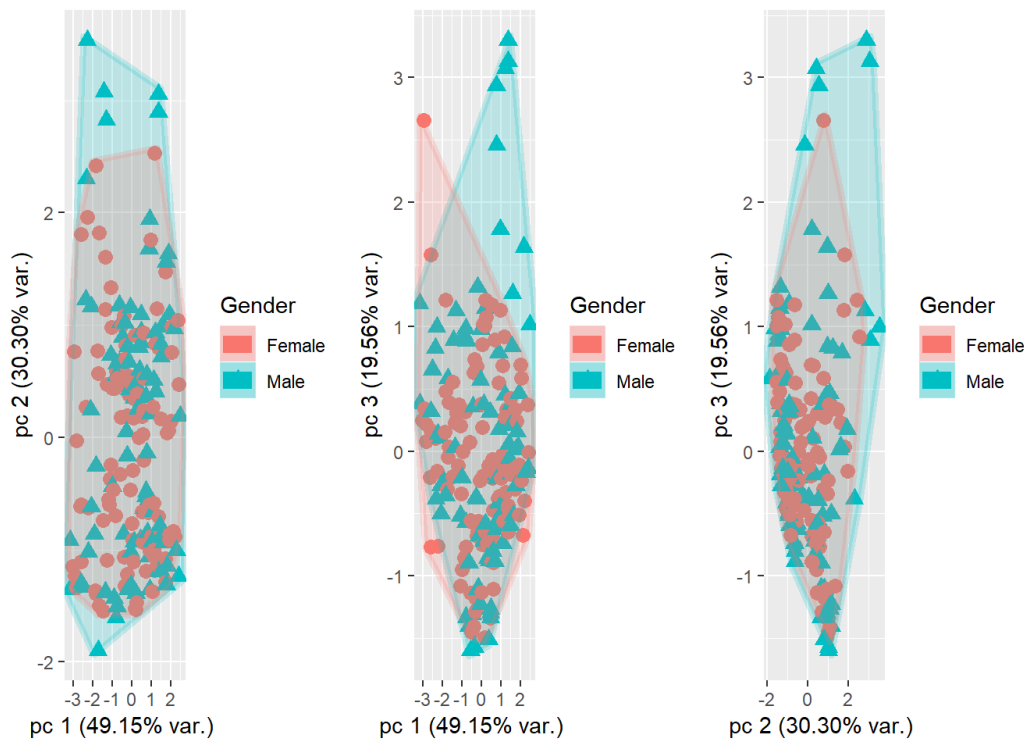 pc 2 (30.30% var.)
2
0
-2
-3 -2 -1 0 1 2
pc 1 (49.15% var.)
Gender
Female
Male
pc 3 (19.56% var.)
3
2
1
0
-1
-3 -2 -1 0 1 2
pc 1 (49.15% var.)
Gender
Female
Male
pc 3 (19.56% var.)
3
2
1
0
-1
-2 0 2
pc 2 (30.30% var.)
Gender
Female
Male